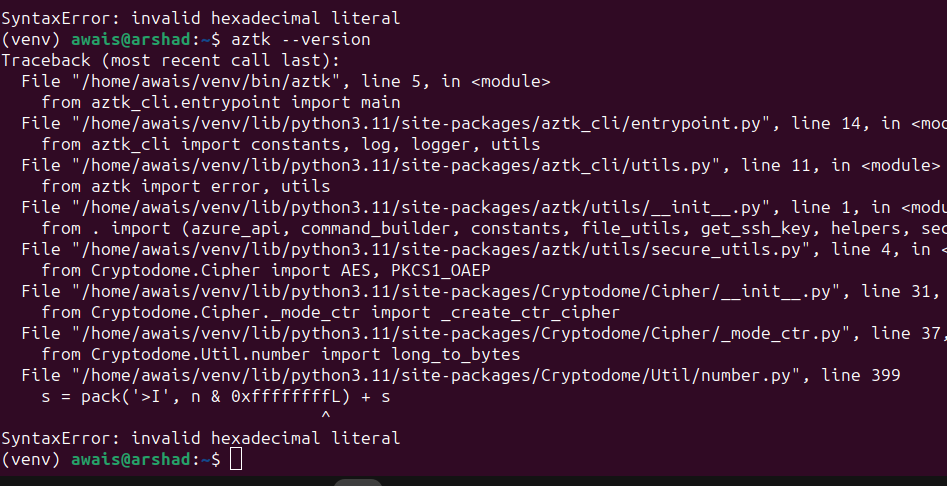 SyntaxError: invalid hexadecimal literal
(venv) awais@arshad:~$ aztk --version
Traceback (most recent call last):
  File "/home/awais/venv/bin/aztk", line 5, in <module>
    from aztk_cli.entrypoint import main
  File "/home/awais/venv/lib/python3.11/site-packages/aztk_cli/entrypoint.py", line 14, in <mod
    from aztk_cli import constants, log, logger, utils
  File "/home/awais/venv/lib/python3.11/site-packages/aztk_cli/utils.py", line 11, in <module>
    from aztk import error, utils
  File "/home/awais/venv/lib/python3.11/site-packages/aztk/utils/__init__.py", line 1, in <modu
    from . import (azure_api, command_builder, constants, file_utils, get_ssh_key, helpers, sec
  File "/home/awais/venv/lib/python3.11/site-packages/aztk/utils/secure_utils.py", line 4, in <
    from Cryptodome.Cipher import AES, PKCS1_OAEP
  File "/home/awais/venv/lib/python3.11/site-packages/Cryptodome/Cipher/__init__.py", line 31,
    from Cryptodome.Cipher._mode_ctr import _create_ctr_cipher
  File "/home/awais/venv/lib/python3.11/site-packages/Cryptodome/Cipher/_mode_ctr.py", line 37,
    from Cryptodome.Util.number import long_to_bytes
  File "/home/awais/venv/lib/python3.11/site-packages/Cryptodome/Util/number.py", line 399
    s = pack('>I', n & 0xffffffffL) + s
                                ^
SyntaxError: invalid hexadecimal literal
(venv) awais@arshad:~$